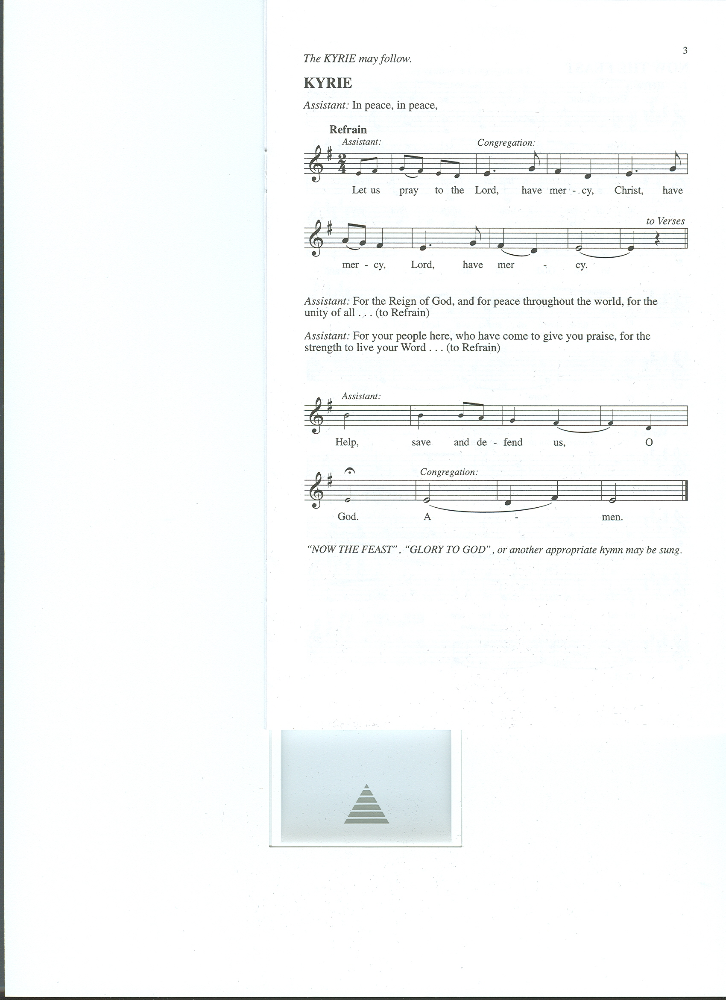 3
The KYRIE may follow.
KYRIE
Assistant: In peace, in peace,
Refrain
Assistant: Congregation:
2
4
Let us pray to the Lord, have mer - cy, Christ, have
to Verses
mer - cy, Lord, have mer - cy.
Assistant: For the Reign of God, and for peace throughout the world, for the
unity of all . . . (to Refrain)
Assistant: For your people here, who have come to give you praise, for the
strength to live your Word . . . (to Refrain)
Assistant:
Help, save and de - fend us, O
Congregation:
God. A - men.
“NOW THE FEAST”, “GLORY TO GOD”, or another appropriate hymn may be sung.